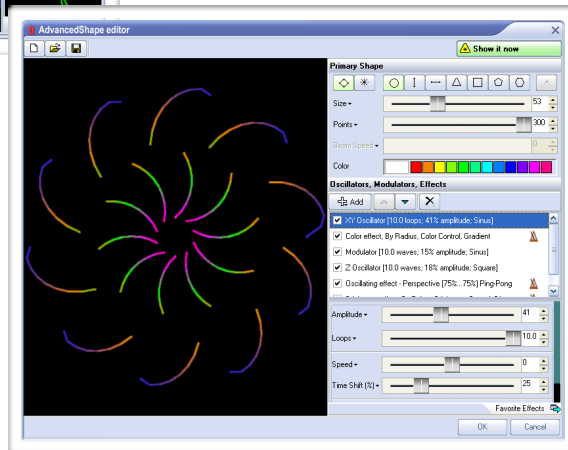 AdvancedShape editor
Show it now
Primary Shape
Size
53
Points
300
Beam Speed
0
Color
Oscillators, Modulators, Effects
Add
XY Oscillator [10.0 loops; 41% amplitude; Sinus]
Color effect, By Radius, Color Control, Gradient
Modulator [10.0 waves; 15% amplitude; Sinus]
Z Oscillator [10.0 waves; 18% amplitude; Square]
Oscillating effect - Perspective [75%...75%] Ping-Pong
Amplitude
41
Loops
10.0
Speed
0
Time Shift (%)
25
Favorite Effects
OK
Cancel